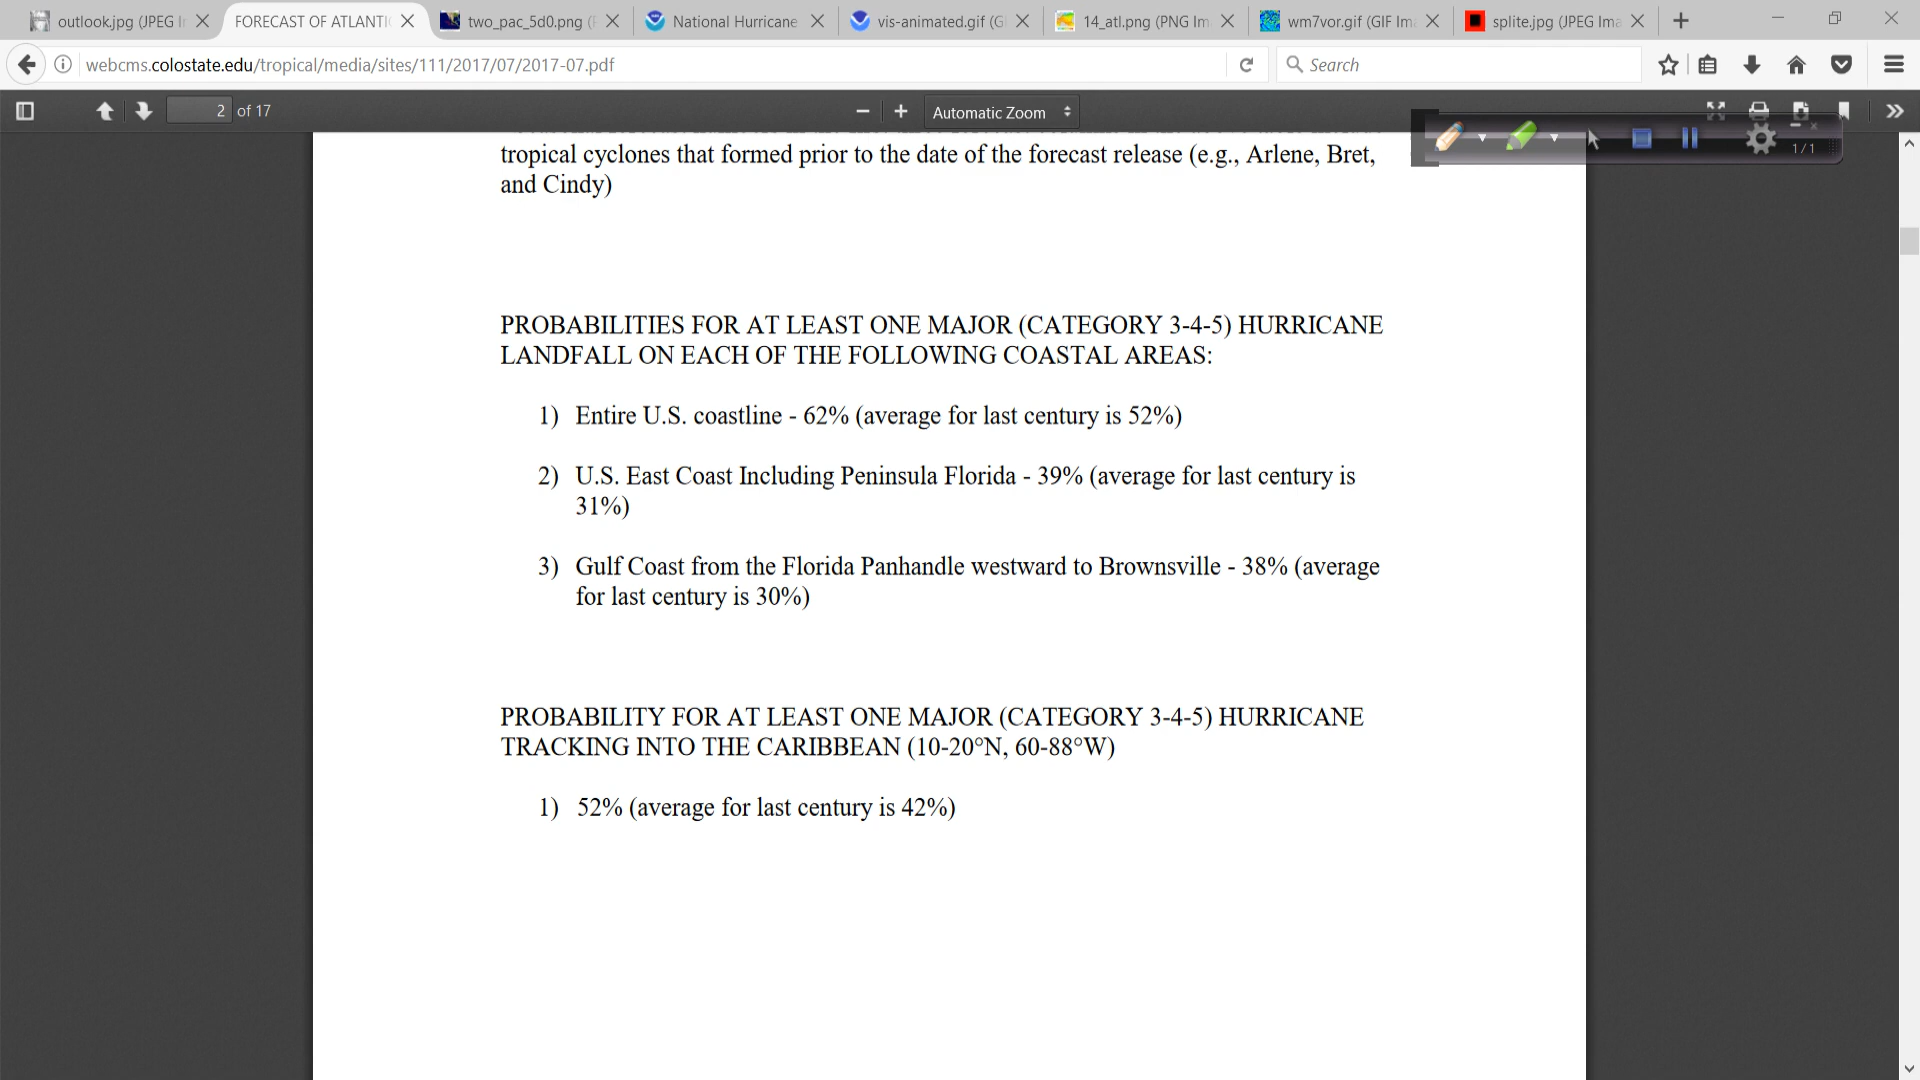 outlook.jpg (JPEG I
FORECAST OF ATLANTI
two_pac_5d0.png (
National Hurricane
vis-animated.gif (G
14_atl.png (PNG Im
wm7vor.gif (GIF Im
splite.jpg (JPEG Ima
webcms.colostate.edu/tropical/media/sites/111/2017/07/2017-07.pdf
Search
2 of 17
Automatic Zoom
1/1
tropical cyclones that formed prior to the date of the forecast release (e.g., Arlene, Bret,
and Cindy)
PROBABILITIES FOR AT LEAST ONE MAJOR (CATEGORY 3-4-5) HURRICANE
LANDFALL ON EACH OF THE FOLLOWING COASTAL AREAS:
1) Entire U.S. coastline - 62% (average for last century is 52%)
2) U.S. East Coast Including Peninsula Florida - 39% (average for last century is
31%)
3) Gulf Coast from the Florida Panhandle westward to Brownsville - 38% (average
for last century is 30%)
PROBABILITY FOR AT LEAST ONE MAJOR (CATEGORY 3-4-5) HURRICANE
TRACKING INTO THE CARIBBEAN (10-20°N, 60-88°W)
1) 52% (average for last century is 42%)